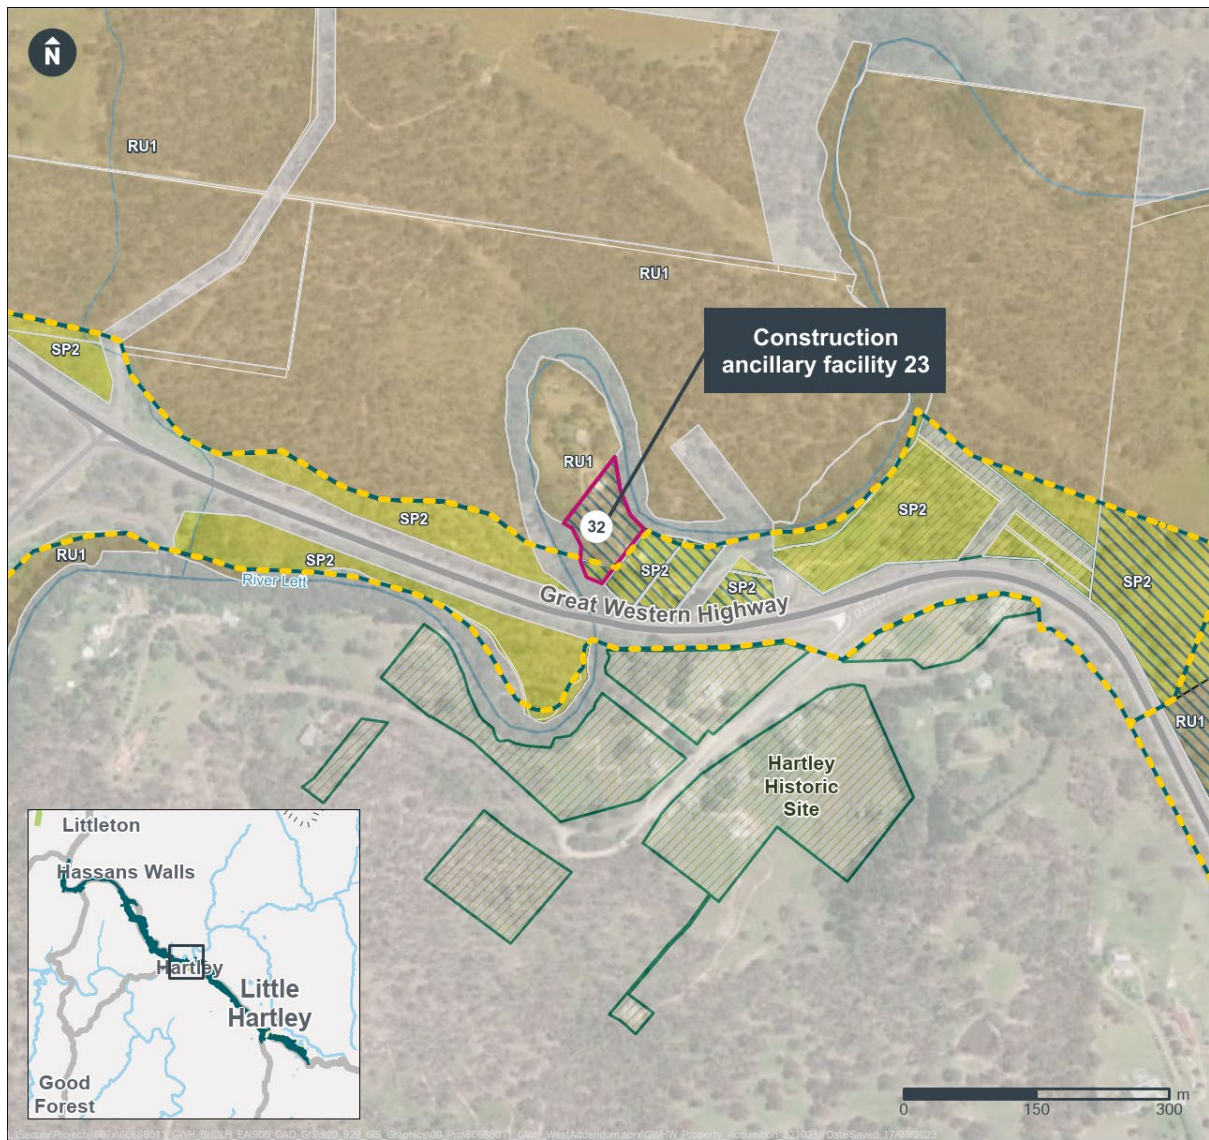 N
RU1
RU1
Construction
ancillary facility 23
SP2
RU1
SP2
SP2
32
RU1
SP2
SP2
SP2
SP2
River Lett
Great Western Highway
RU1
Hartley
Historic
Site
Littleton
Hassans Walls
Hartley
Little
Hartley
Good
Forest
m
0 150 300